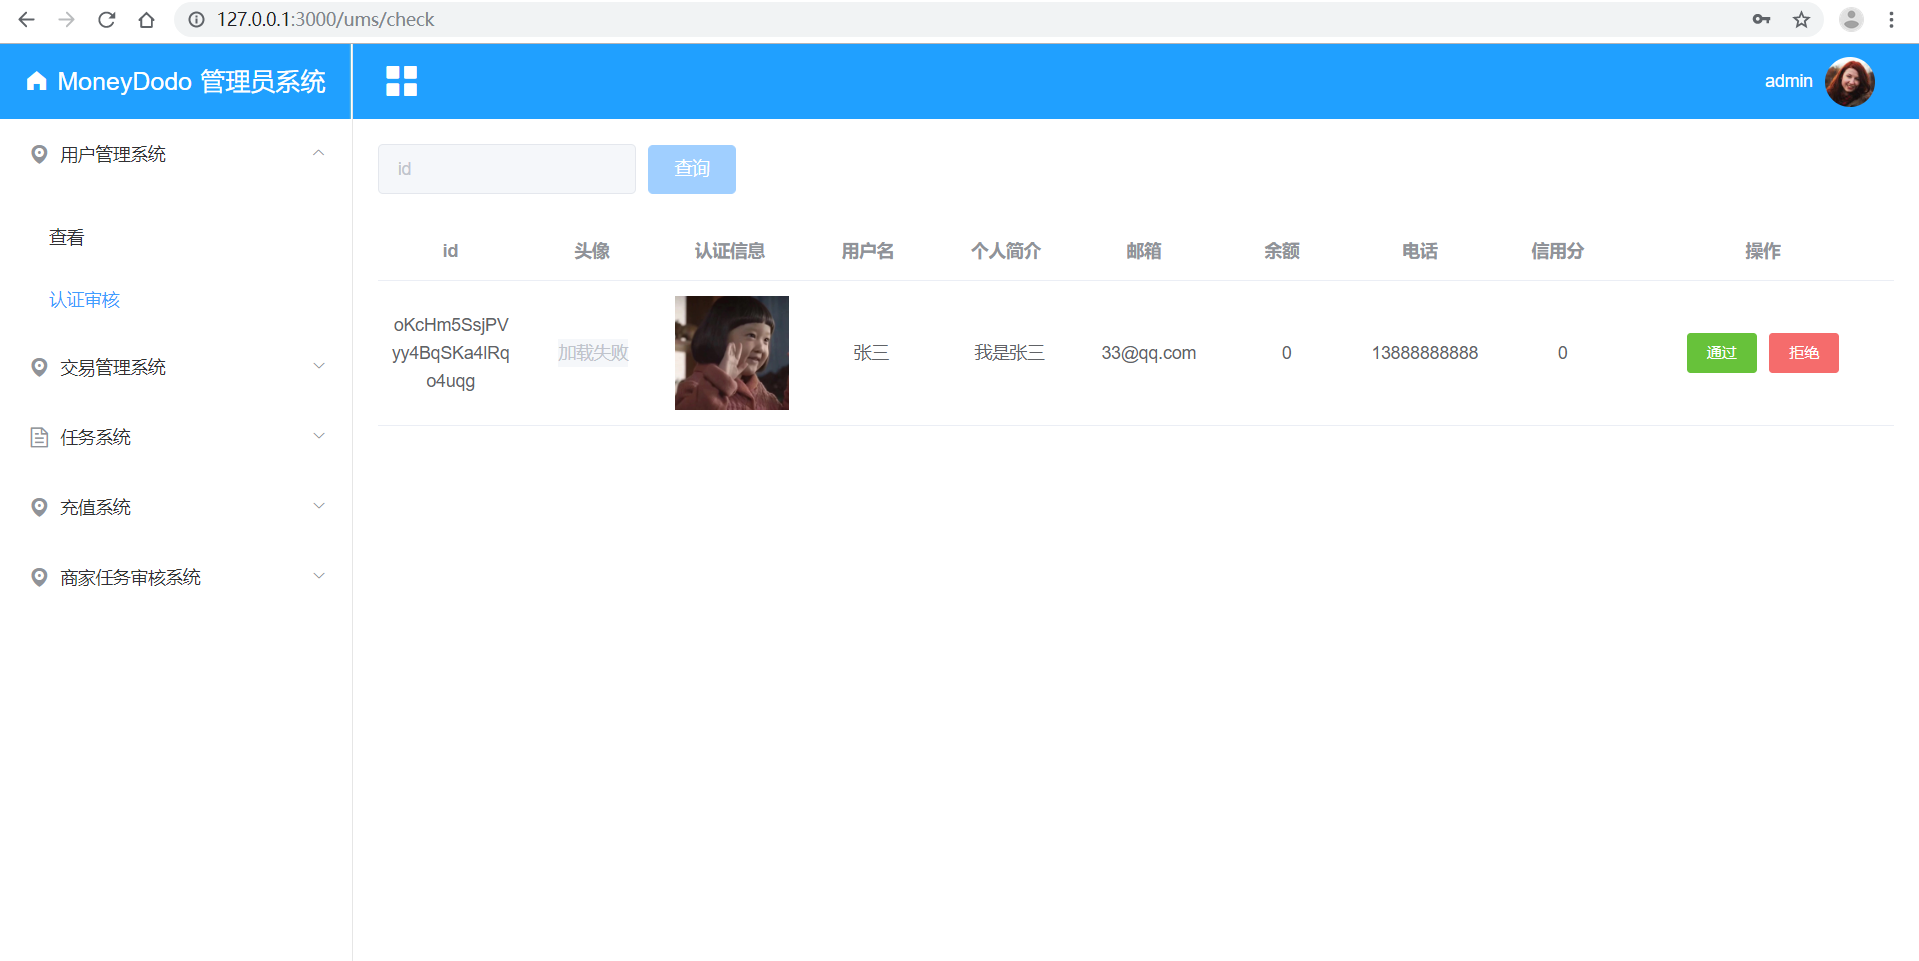 127.0.0.1:3000/ums/check
MoneyDodo 管理员系统
admin
用户管理系统
查看
认证审核
交易管理系统
任务系统
充值系统
商家任务审核系统
id 查询
id 头像 认证信息 用户名 个人简介 邮箱 余额 电话 信用分 操作
oKcHm5SsjPV
yy4BqSKa4lRq
o4uqg
加载失败 张三 我是张三 33@qq.com 0 13888888888 0 通过 拒绝